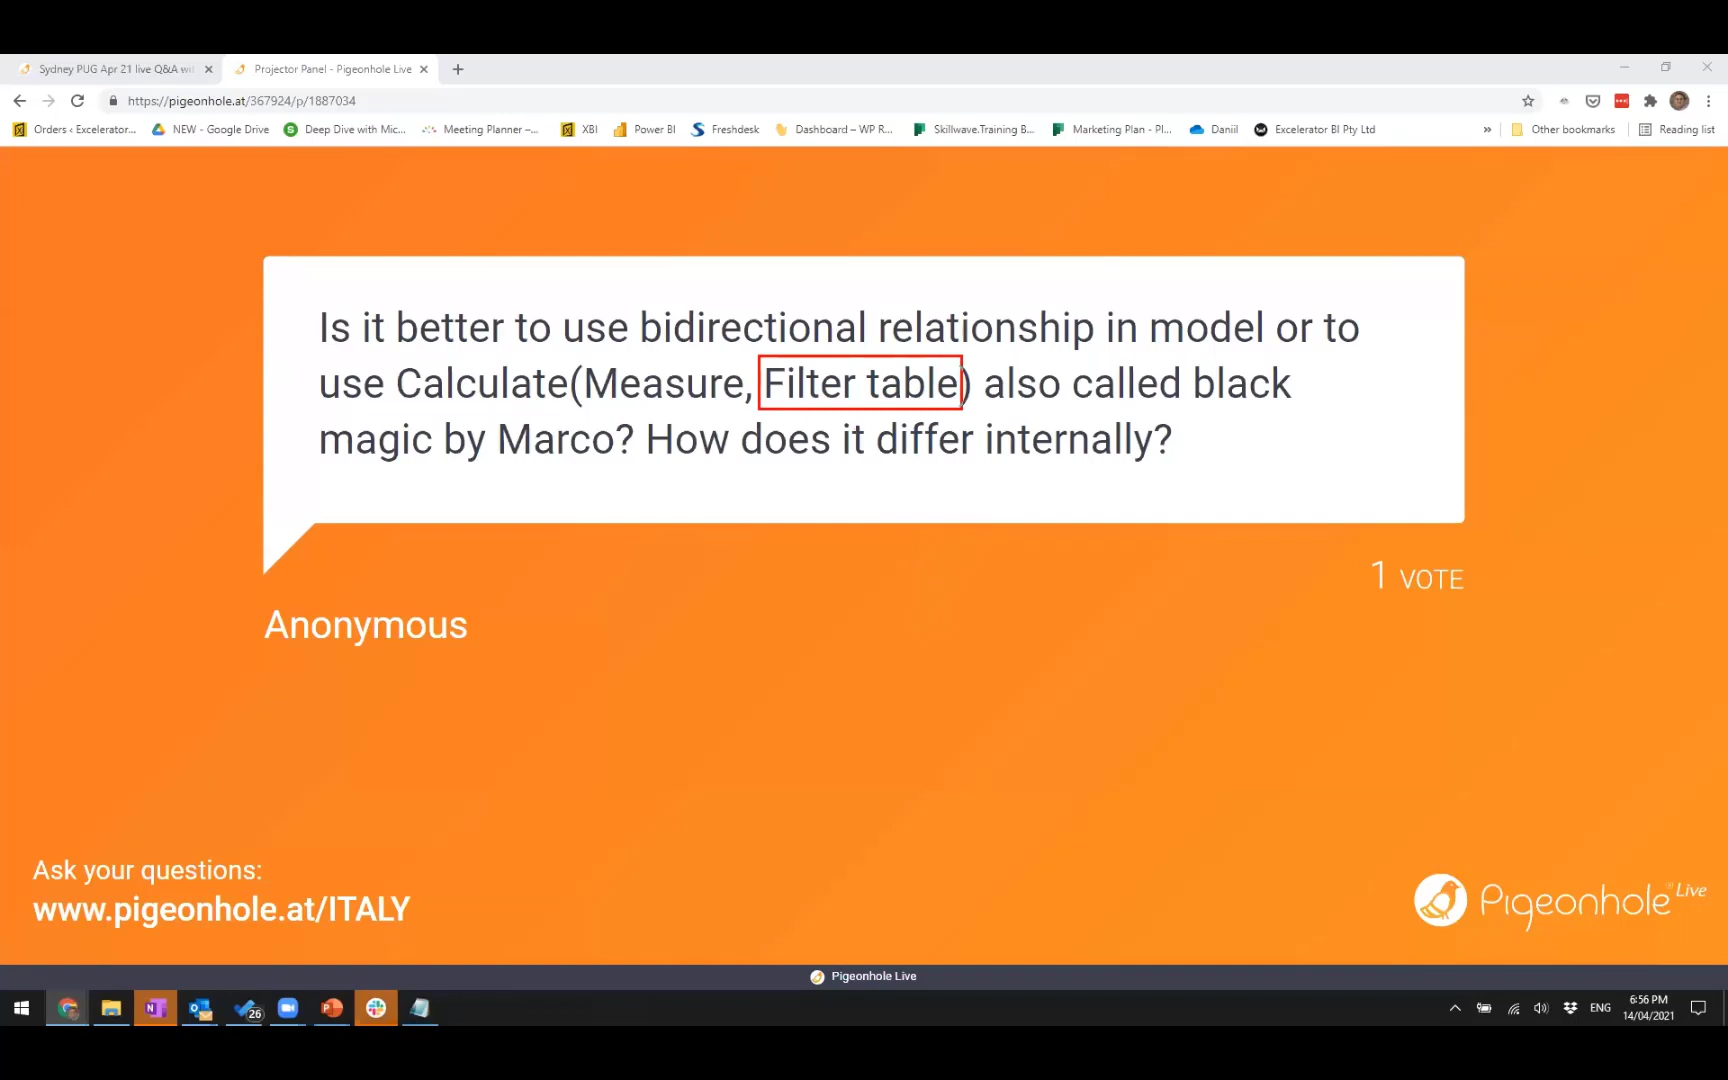 Sydney PUG Apr 21 live Q&A wi
Projector Panel - Pigeonhole Live
https://pigeonhole.at/367924/p/1887034
Orders ‹ Excelerator...
NEW - Google Drive
Deep Dive with Mic...
Meeting Planner –...
XBI
Power BI
Freshdesk
Dashboard – WP R...
Skillwave.Training B...
Marketing Plan - Pl...
Daniil
Excelerator BI Pty Ltd
»
Other bookmarks
Reading list
Is it better to use bidirectional relationship in model or to
use Calculate(Measure, Filter table) also called black
magic by Marco? How does it differ internally?
1 VOTE
Anonymous
Ask your questions:
www.pigeonhole.at/ITALY
Pigeonhole® Live
Pigeonhole Live
26
ENG
6:56 PM
14/04/2021